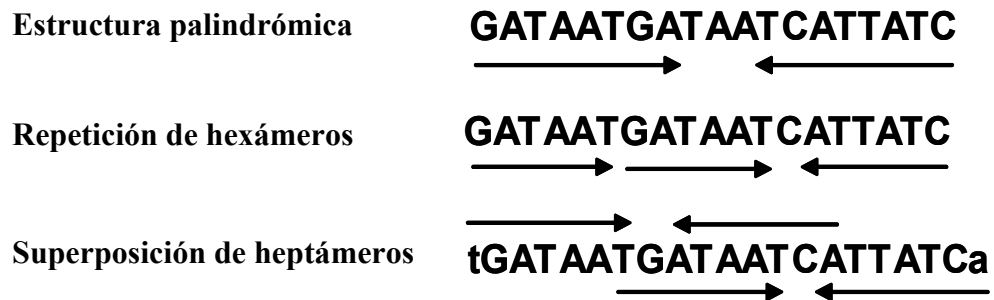 Estructura palindrómica GATAATGATAATCATTATC
Repetición de hexámeros GATAATGATAATCATTATC
Superposición de heptámeros tGATAATGATAATCATTATCa